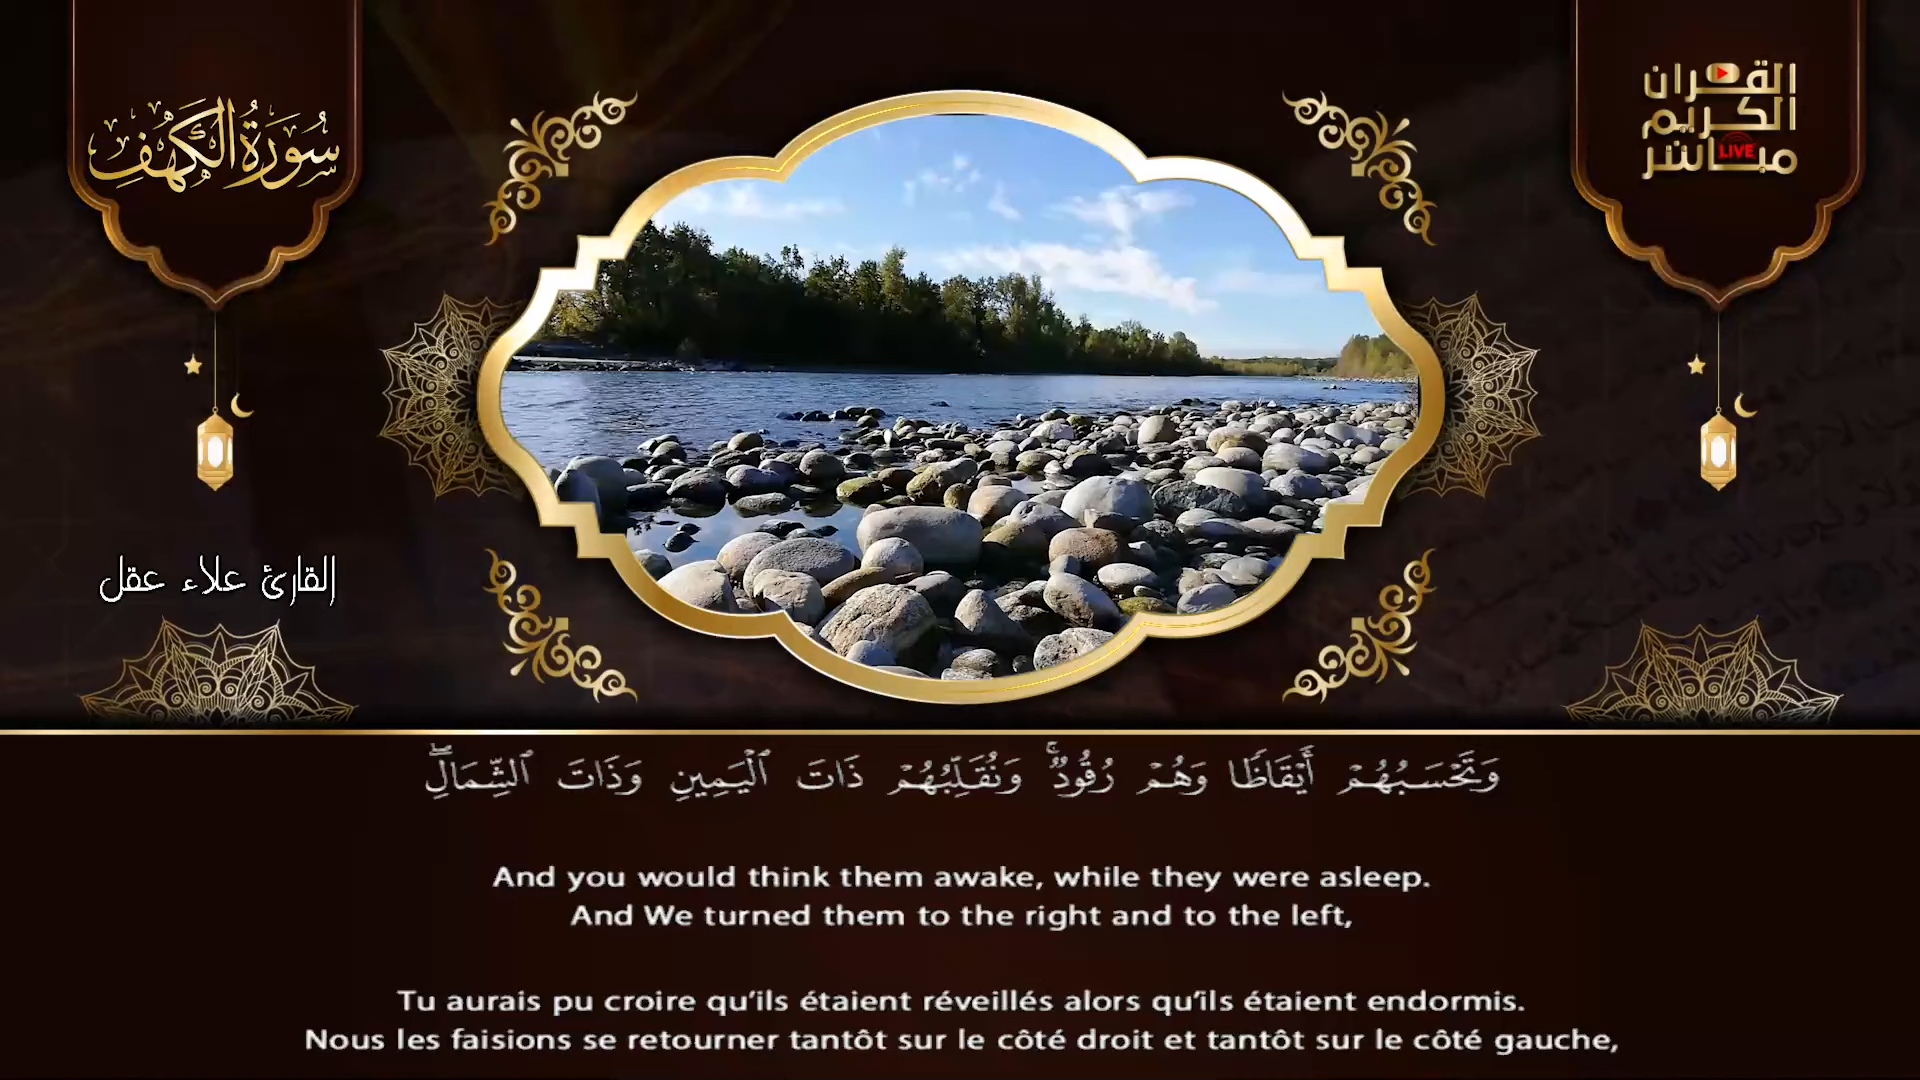 سُورَةُ الكَهْفِ
القرآن
الكريم
مباشر
LIVE
القارئ علاء عقل
وَتَحْسَبُهُمْ أَيْقَاظًا وَهُمْ رُقُودٌ ۚ وَنُقَلِّبُهُمْ ذَاتَ ٱلْيَمِينِ وَذَاتَ ٱلشِّمَالِ ۖ
And you would think them awake, while they were asleep.
And We turned them to the right and to the left,
Tu aurais pu croire qu’ils étaient réveillés alors qu’ils étaient endormis.
Nous les faisions se retourner tantôt sur le côté droit et tantôt sur le côté gauche,